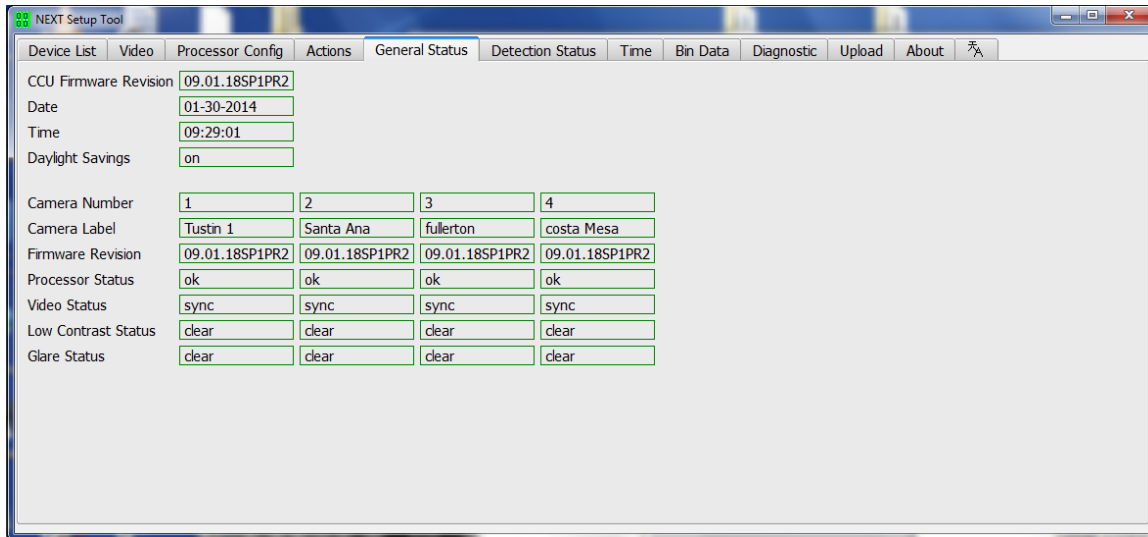 NEXT Setup Tool
Device List Video Processor Config Actions General Status Detection Status Time Bin Data Diagnostic Upload About
CCU Firmware Revision 09.01.18SP1PR2
Date 01-30-2014
Time 09:29:01
Daylight Savings on
Camera Number 1 2 3 4
Camera Label Tustin 1 Santa Ana fullerton costa Mesa
Firmware Revision 09.01.18SP1PR2 09.01.18SP1PR2 09.01.18SP1PR2 09.01.18SP1PR2
Processor Status ok ok ok ok
Video Status sync sync sync sync
Low Contrast Status clear clear clear clear
Glare Status clear clear clear clear